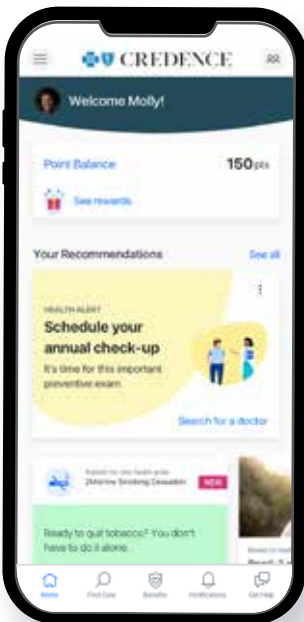 CREDENCE
Welcome Molly!
Point Balance 150 pts
See rewards
Your Recommendations See all
HEALTH ALERT
Schedule your
annual check-up
It's time for this important
preventive exam
Search for a doctor
NEW
Ready to quit tobacco? You don't
have to do it alone.
Home Find Care Benefits Notifications Get Help